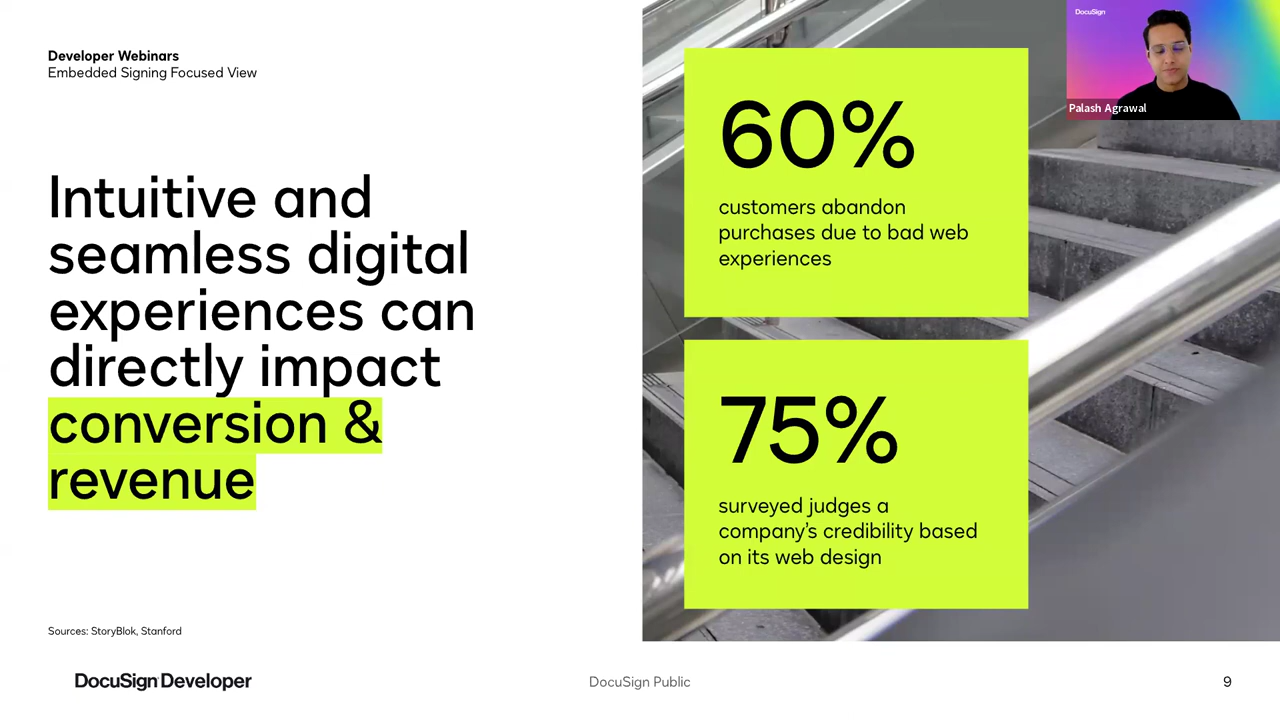 Developer Webinars
Embedded Signing Focused View
Intuitive and
seamless digital
experiences can
directly impact
conversion &
revenue
Sources: StoryBlok, Stanford
60%
customers abandon
purchases due to bad web
experiences
75%
surveyed judges a
company's credibility based
on its web design
DocuSign
Palash Agrawal
DocuSign Developer
DocuSign Public
9